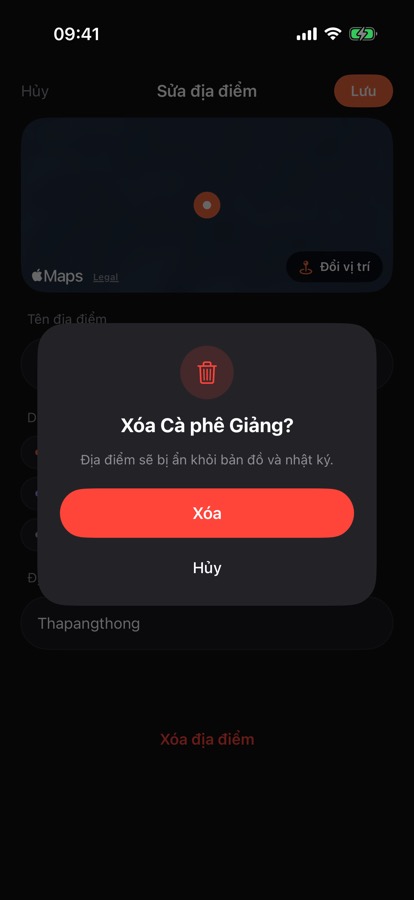 09:41
Hủy
Sửa địa điểm
Lưu
Maps
Legal
Đổi vị trí
Tên địa điểm
Xóa Cà phê Giảng?
Địa điểm sẽ bị ẩn khỏi bản đồ và nhật ký.
Xóa
Hủy
Thapangthong
Xóa địa điểm